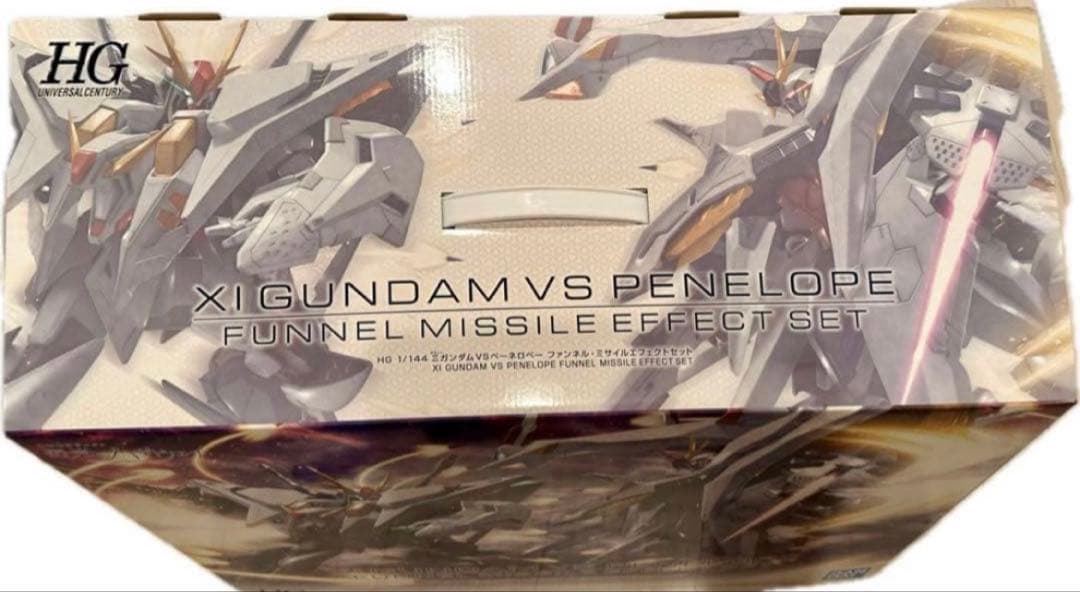 HG
UNIVERSAL CENTURY
XI GUNDAM VS PENELOPE
FUNNEL MISSILE EFFECT SET
HG 1/144 Ξガンダム VS ペーネロペー ファンネル・ミサイルエフェクトセット
XI GUNDAM VS PENELOPE FUNNEL MISSILE EFFECT SET